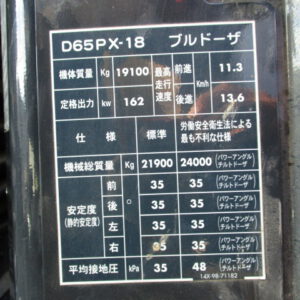 D65PX-18 ブルドーザ
機体質量 Kg 19100 最高走行速度 Km/h 前進 11.3
定格出力 kw 162 後進 13.6
仕様 標準 労働安全衛生法による最も不利な仕様
機械総質量 Kg 21900 24000 (パワーアングルチルトドーザ)
安定度(静的安定度) 度 前 35 35 (パワーアングルチルトドーザ)
後 35 35 (パワーアングルチルトドーザ)
左 35 35 (パワーアングルチルトドーザ)
右 35 35 (パワーアングルチルトドーザ)
平均接地圧 kPa 35 48 (パワーアングルチルトドーザ)
14X-98-71182